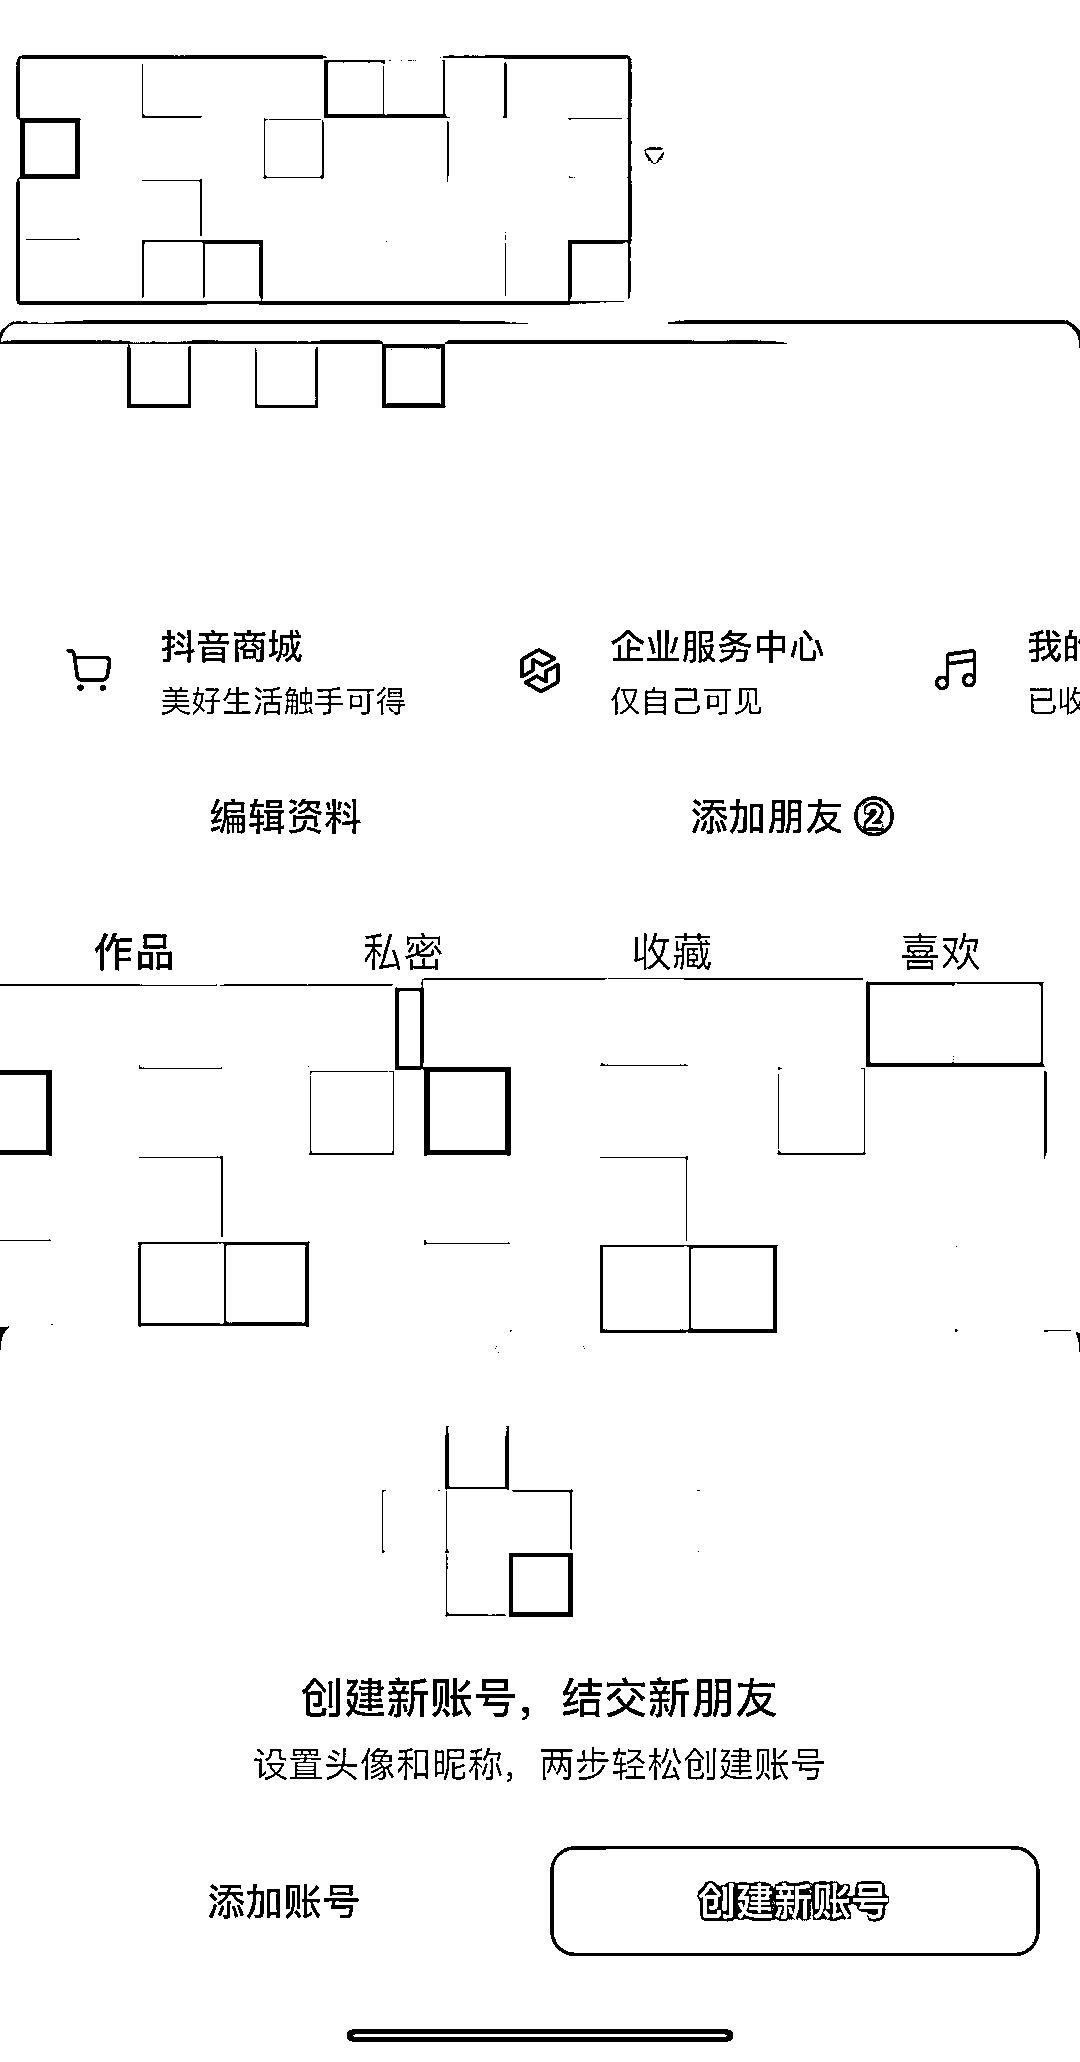 抖音商城 企业服务中心 我的
美好生活触手可得 仅自己可见 已收
编辑资料 添加朋友 ②
作品 私密 收藏 喜欢
创建新账号，结交新朋友
设置头像和昵称，两步轻松创建账号
添加账号 创建新账号